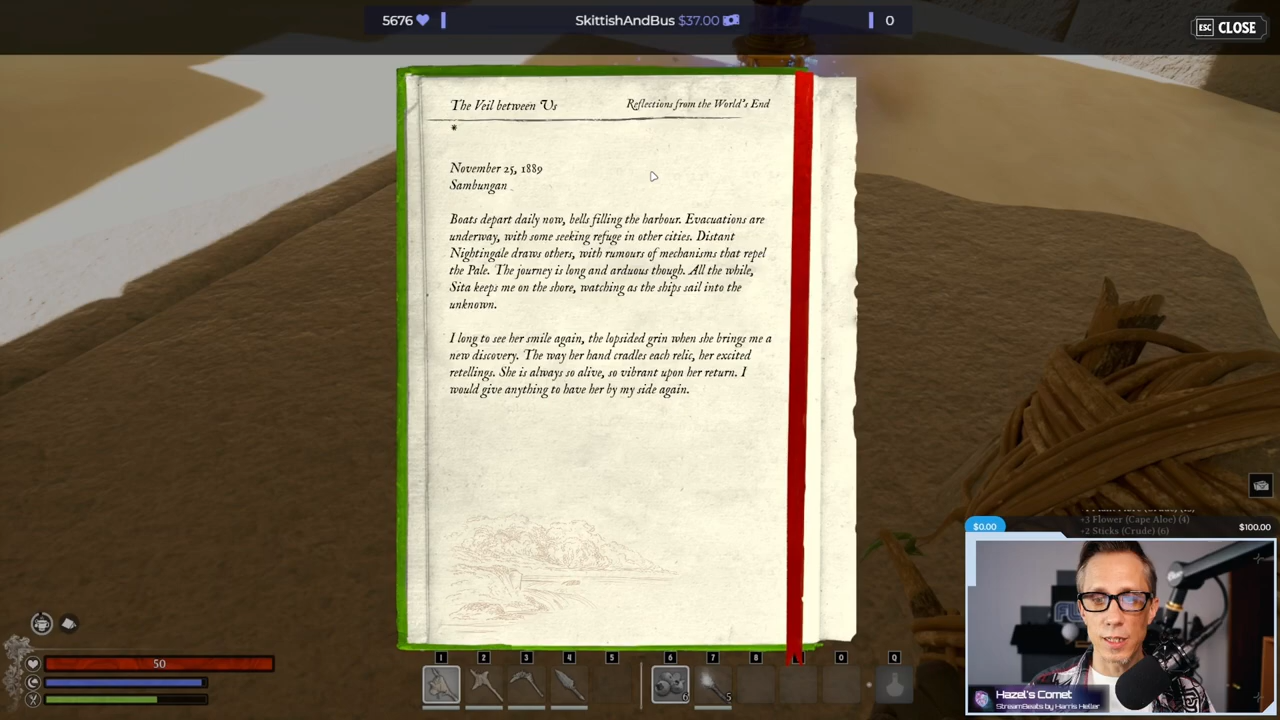 5676
SkittishAndBus $37.00
0
ESC CLOSE
The Veil between Us
Reflections from the World's End
*
November 25, 1889
Sambungan
Boats depart daily now, bells filling the harbour. Evacuations are
underway, with some seeking refuge in other cities. Distant
Nightingale draws others, with rumours of mechanisms that repel
the Pale. The journey is long and arduous though. All the while,
Sita keeps me on the shore, watching as the ships sail into the
unknown.
I long to see her smile again, the lopsided grin when she brings me a
new discovery. The way her hand cradles each relic, her excited
retellings. She is always so alive, so vibrant upon her return. I
would give anything to have her by my side again.
+3 Flower (Cape Aloe) (4)
+2 Sticks (Crude) (6)
$0.00
$100.00
50
1 2 3 4 5 6 7 8 0 Q
6 5
Hazel's Comet
StreamBeats by Harris Heller